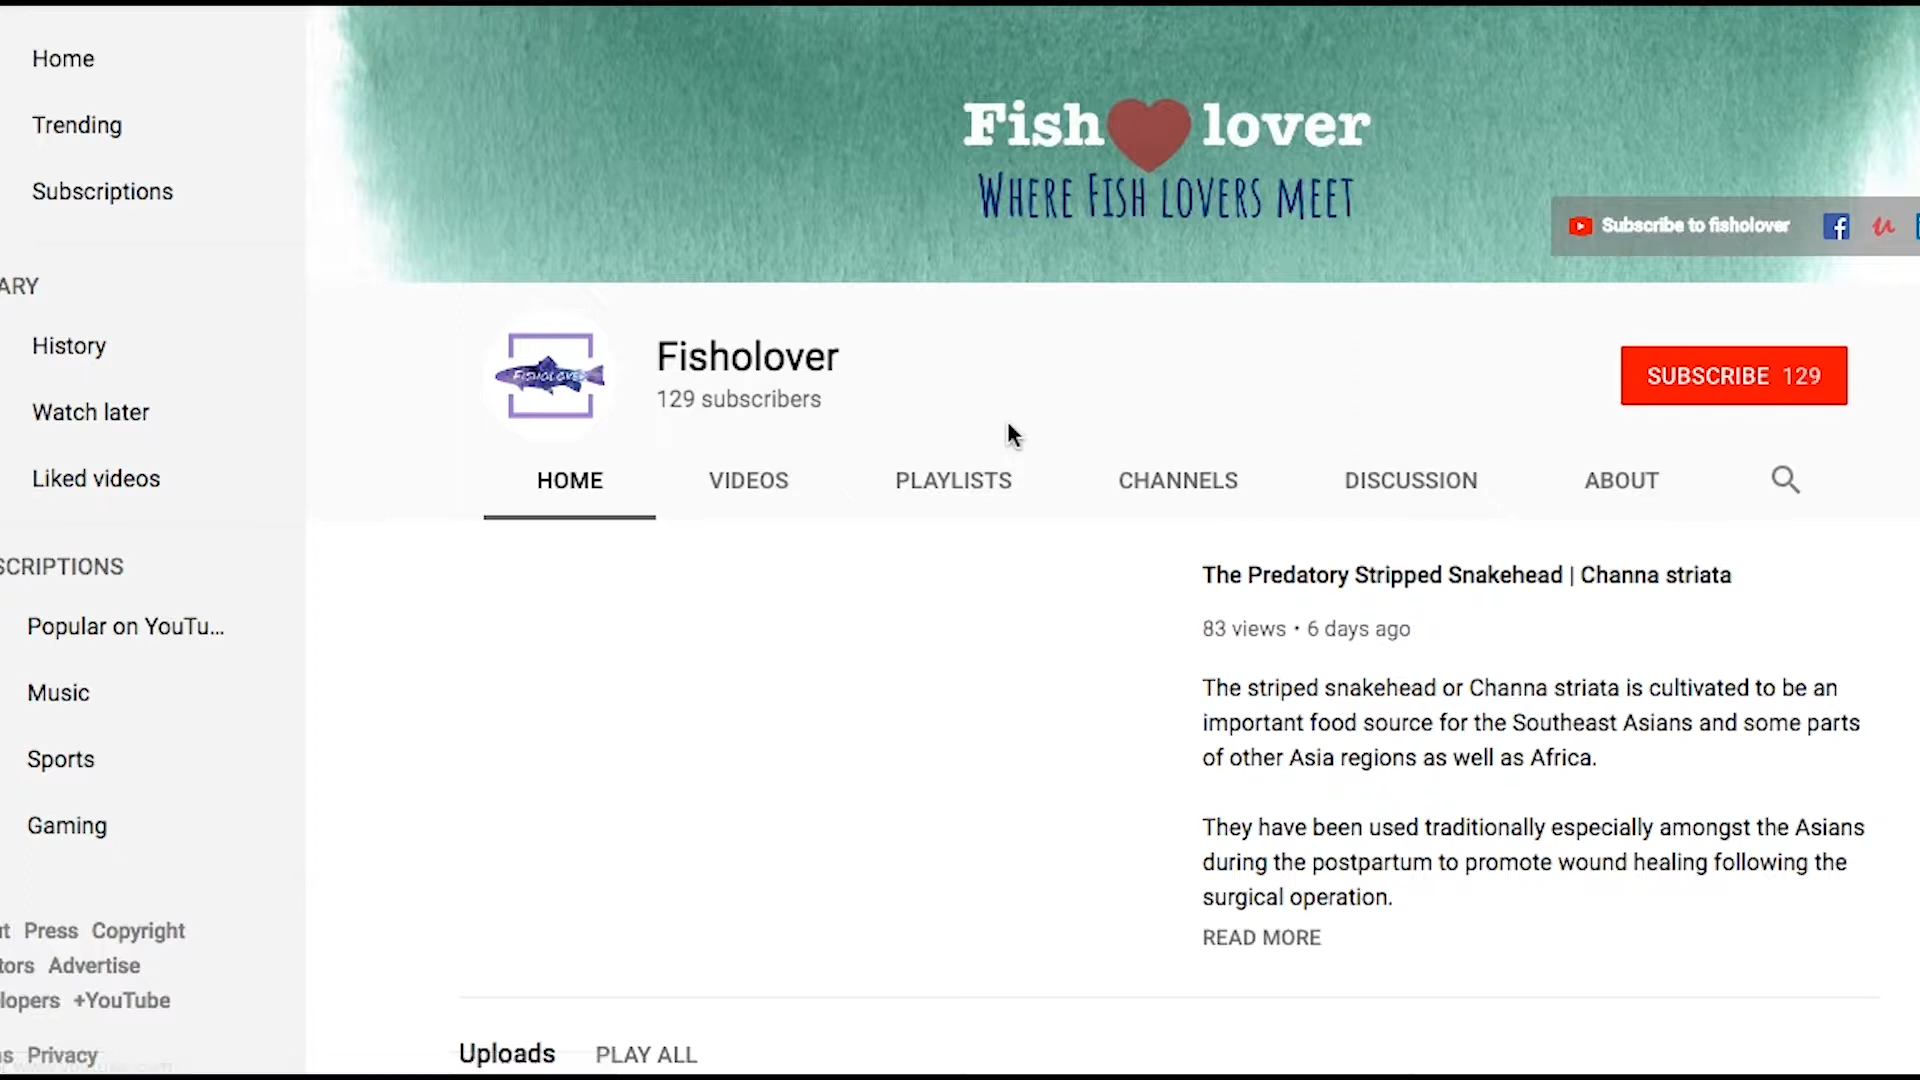 Home
Trending
Subscriptions
ARY
History
Watch later
Liked videos
SCRIPTIONS
Popular on YouTu...
Music
Sports
Gaming
Press Copyright
tors Advertise
lopers +YouTube
Privacy
Fish lover
WHERE FISH LOVERS MEET
Subscribe to fisholover
FISHOLOVER
Fisholover
129 subscribers
SUBSCRIBE 129
HOME VIDEOS PLAYLISTS CHANNELS DISCUSSION ABOUT
The Predatory Stripped Snakehead | Channa striata
83 views • 6 days ago
The striped snakehead or Channa striata is cultivated to be an
important food source for the Southeast Asians and some parts
of other Asia regions as well as Africa.
They have been used traditionally especially amongst the Asians
during the postpartum to promote wound healing following the
surgical operation.
READ MORE
Uploads PLAY ALL